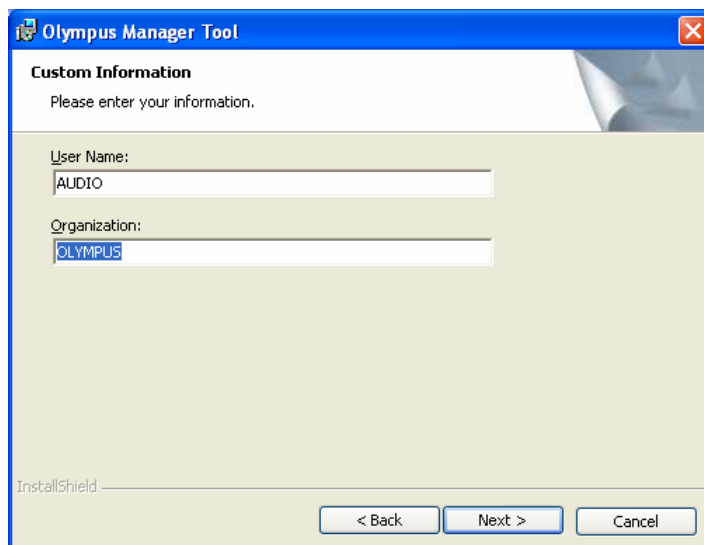 Olympus Manager Tool
Custom Information
Please enter your information.
User Name:
AUDIO
Organization:
OLYMPUS
InstallShield
< Back Next > Cancel